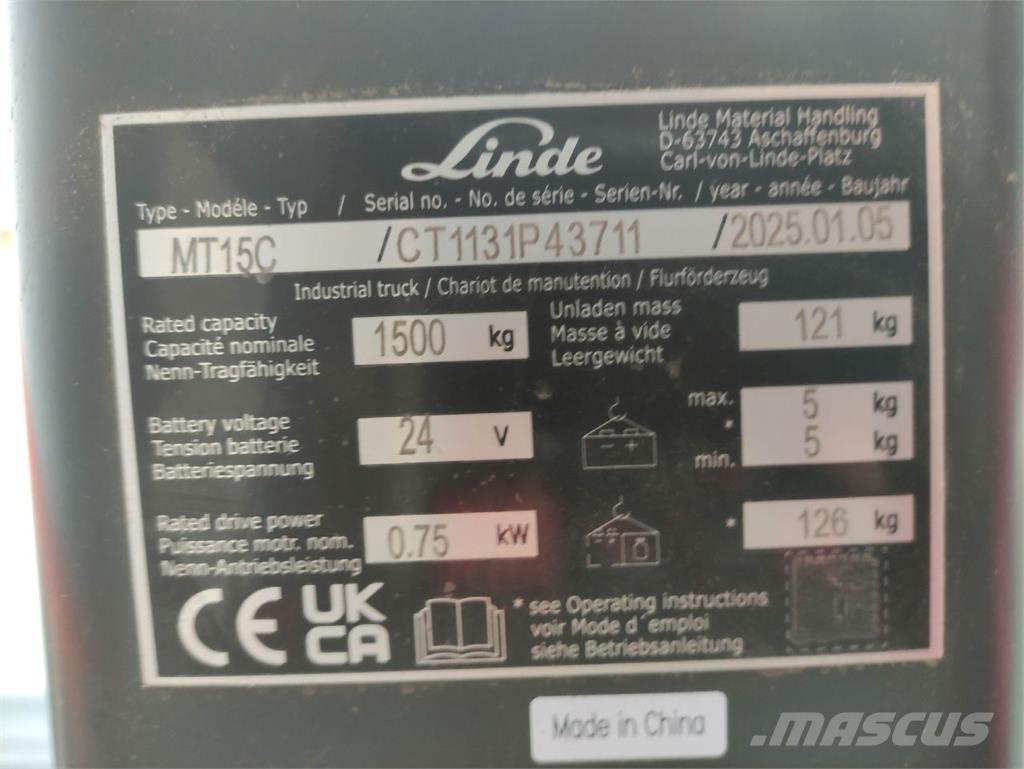 Linde
Linde Material Handling
D-63743 Aschaffenburg
Carl-von-Linde-Platz
Type - Modéle - Typ / Serial no. - No. de série - Serien-Nr. / year - année - Baujahr
MT15C /CT1131P43711 /2025.01.05
Industrial truck / Chariot de manutention / Flurförderzeug
Rated capacity
Capacité nominale
Nenn-Tragfähigkeit
1500 kg
Unladen mass
Masse à vide
Leergewicht
121 kg
Battery voltage
Tension batterie
Batteriespannung
24 V
- +
max. 5 kg
*
min. 5 kg
Rated drive power
Puissance motr. nom.
Nenn-Antriebsleistung
0.75 kW
* 126 kg
CE
UK
CA
* see Operating instructions
voir Mode d´emploi
siehe Betriebsanleitung
Made in China
MASCUS